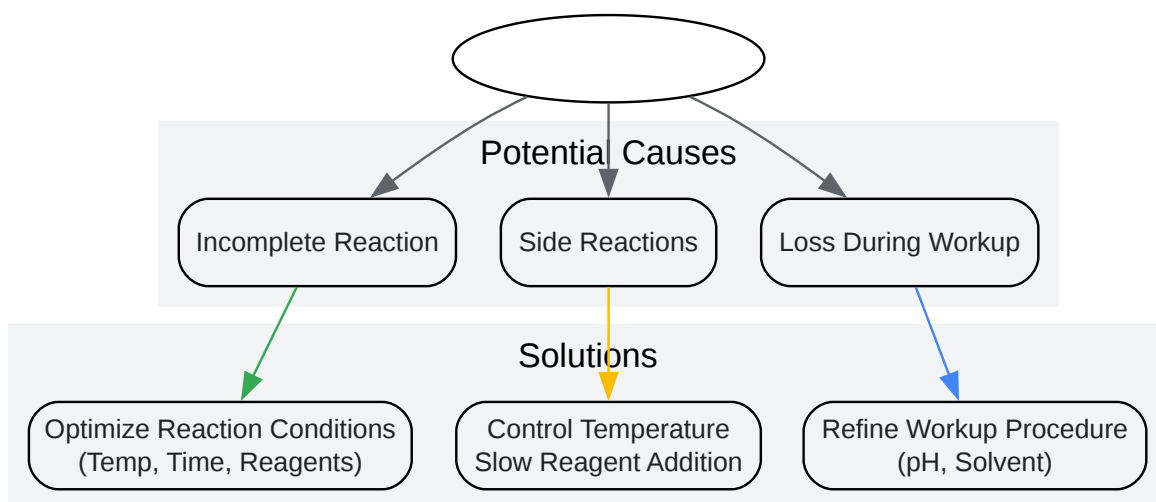 Potential Causes
Incomplete Reaction
Side Reactions
Loss During Workup
Solutions
Optimize Reaction Conditions
(Temp, Time, Reagents)
Control Temperature
Slow Reagent Addition
Refine Workup Procedure
(pH, Solvent)